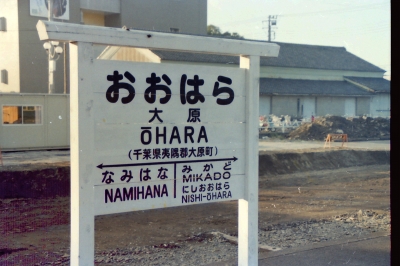 おおはら
大原
ŌHARA
(千葉県夷隅郡大原町)
なみはな
NAMIHANA
みかど
MIKADO
にしおおはら
NISHI-ŌHARA